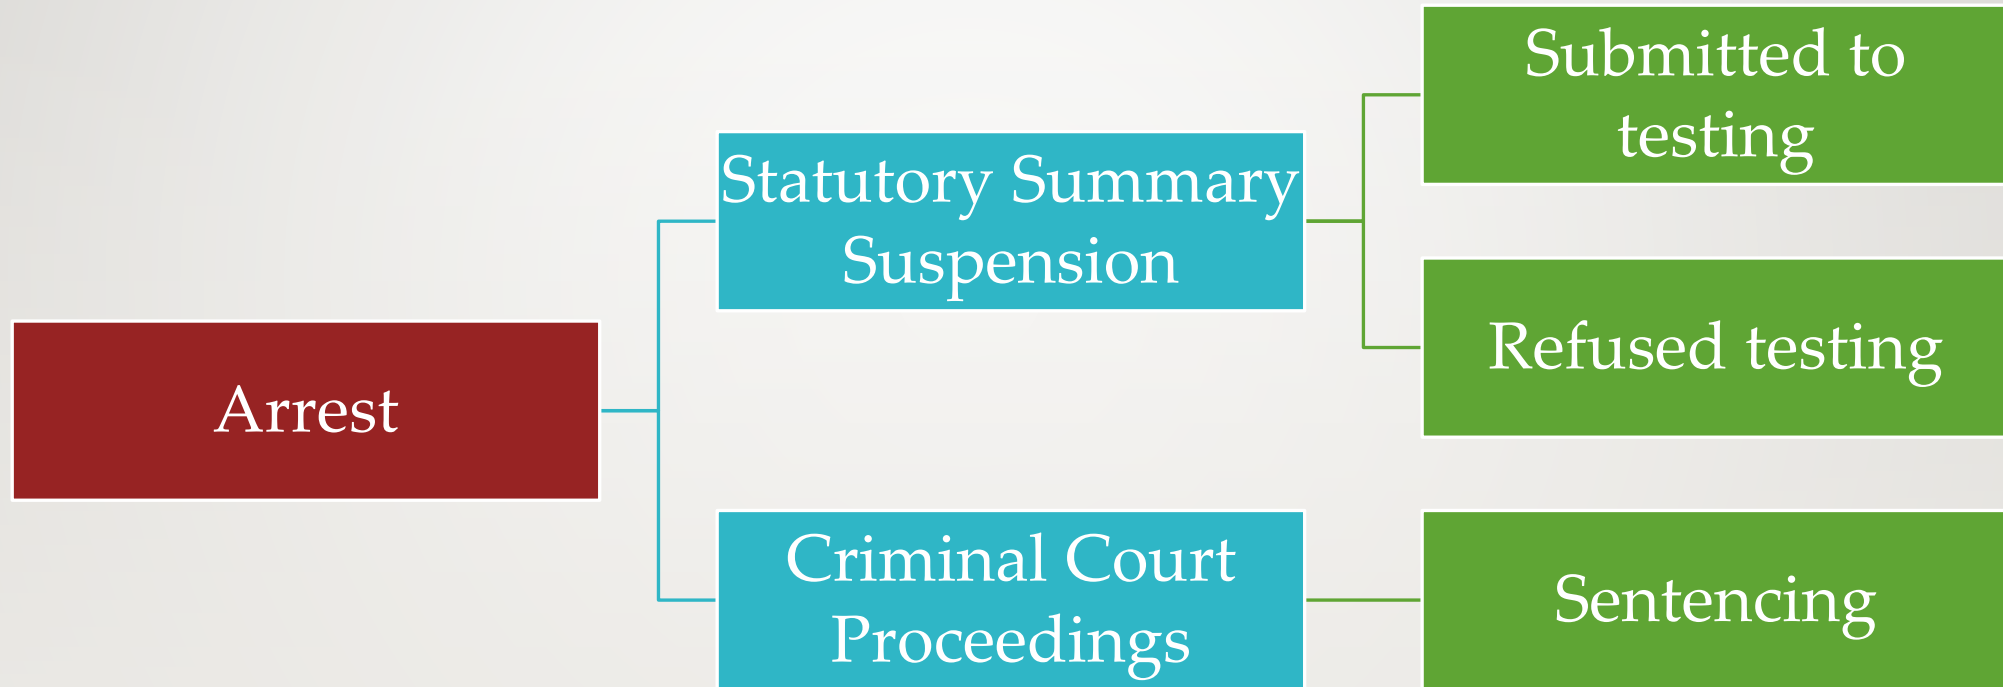 Arrest
Statutory Summary
Suspension
Submitted to
testing
Refused testing
Criminal Court
Proceedings
Sentencing